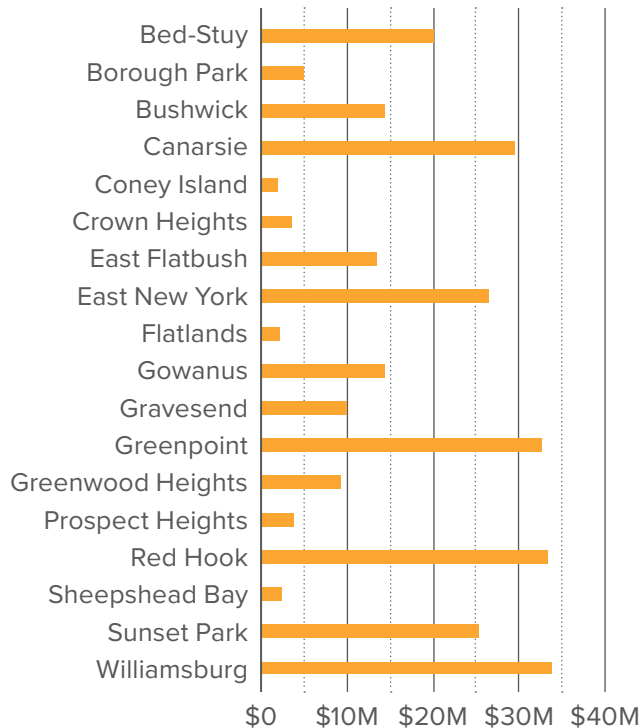 Bed-Stuy
Borough Park
Bushwick
Canarsie
Coney Island
Crown Heights
East Flatbush
East New York
Flatlands
Gowanus
Gravesend
Greenpoint
Greenwood Heights
Prospect Heights
Red Hook
Sheepshead Bay
Sunset Park
Williamsburg
$0 $10M $20M $30M $40M